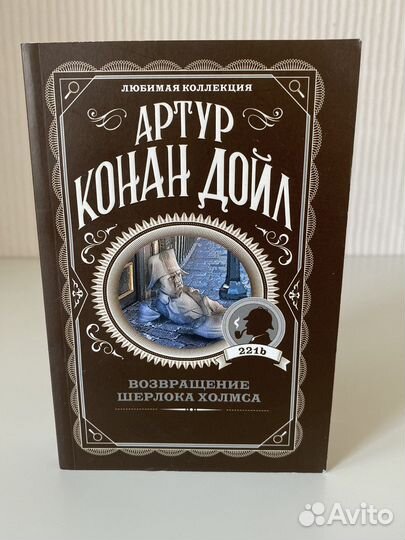 ЛЮБИМАЯ КОЛЛЕКЦИЯ
АРТУР
КОНАН ДОЙЛ
221b
ВОЗВРАЩЕНИЕ
ШЕРЛОКА ХОЛМСА
Avito